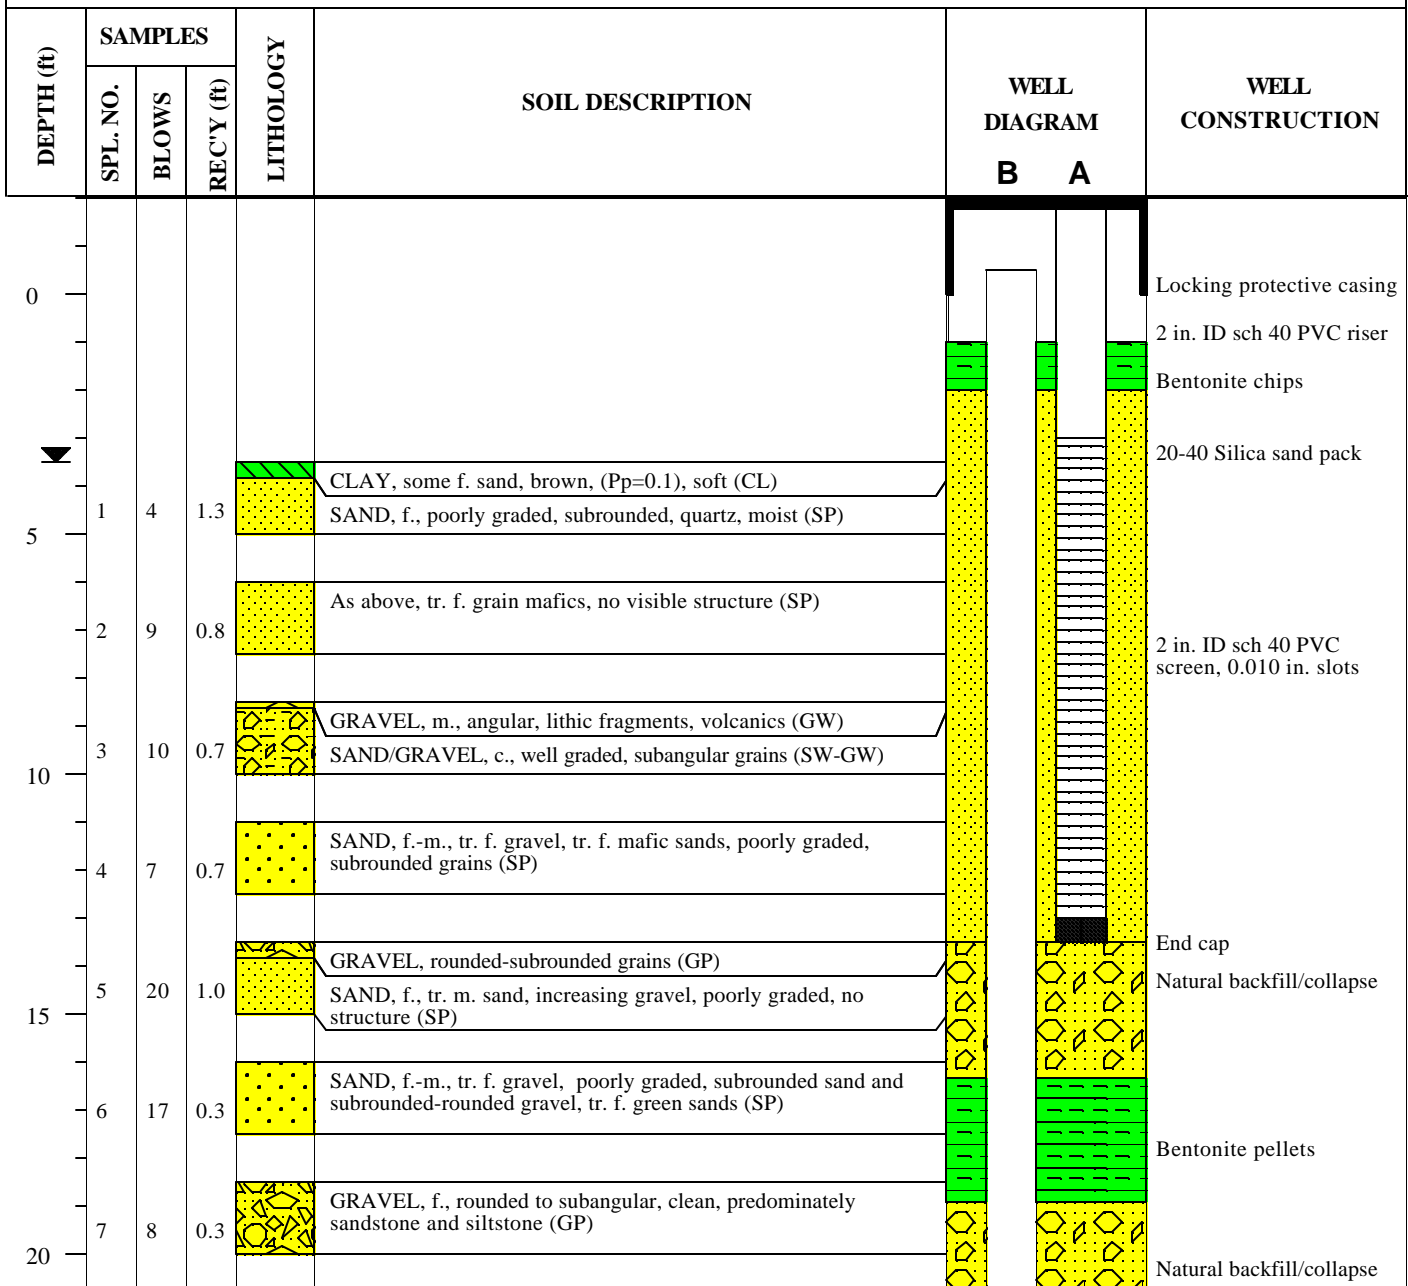 SAMPLES
DEPTH (ft)
SPL. NO.
BLOWS
REC'Y (ft)
LITHOLOGY
SOIL DESCRIPTION
WELL
DIAGRAM
B A
WELL
CONSTRUCTION
0
Locking protective casing
2 in. ID sch 40 PVC riser
Bentonite chips
20-40 Silica sand pack
CLAY, some f. sand, brown, (Pp=0.1), soft (CL)
1 4 1.3 SAND, f., poorly graded, subrounded, quartz, moist (SP)
5
As above, tr. f. grain mafics, no visible structure (SP)
2 9 0.8
2 in. ID sch 40 PVC
screen, 0.010 in. slots
GRAVEL, m., angular, lithic fragments, volcanics (GW)
3 10 0.7 SAND/GRAVEL, c., well graded, subangular grains (SW-GW)
10
SAND, f.-m., tr. f. gravel, tr. f. mafic sands, poorly graded,
subrounded grains (SP)
4 7 0.7
End cap
GRAVEL, rounded-subrounded grains (GP)
Natural backfill/collapse
5 20 1.0 SAND, f., tr. m. sand, increasing gravel, poorly graded, no
structure (SP)
15
SAND, f.-m., tr. f. gravel, poorly graded, subrounded sand and
subrounded-rounded gravel, tr. f. green sands (SP)
6 17 0.3
Bentonite pellets
GRAVEL, f., rounded to subangular, clean, predominately
sandstone and siltstone (GP)
7 8 0.3
20
Natural backfill/collapse